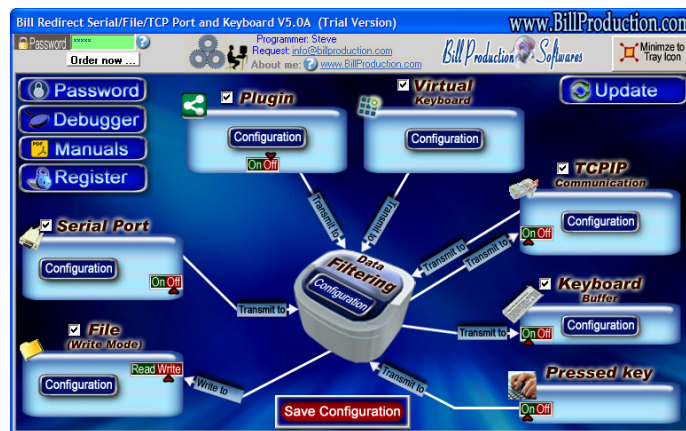 Bill Redirect Serial/File/TCP Port and Keyboard V5.0A (Trial Version)
www.BillProduction.com
Password
xxxxx
?
Order now ...
Programmer: Steve
Request: info@billproduction.com
About me: ? www.BillProduction.com
Bill Production Softwares
Minimze to
Tray Icon
Password
Debugger
PDF
Manuals
Register
Plugin
Configuration
On Off
Virtual
Keyboard
Configuration
Update
TCPIP
Communication
Configuration
On Off
Serial Port
Configuration
On Off
Transmit to
Transmit to
Transmit to
Transmit to
Data
Filtering
Configuration
Transmit to
Keyboard
Buffer
Configuration
On Off
Transmit to
File
(Write Mode)
Configuration
Read Write
Write to
Transmit to
Pressed key
On Off
Save Configuration